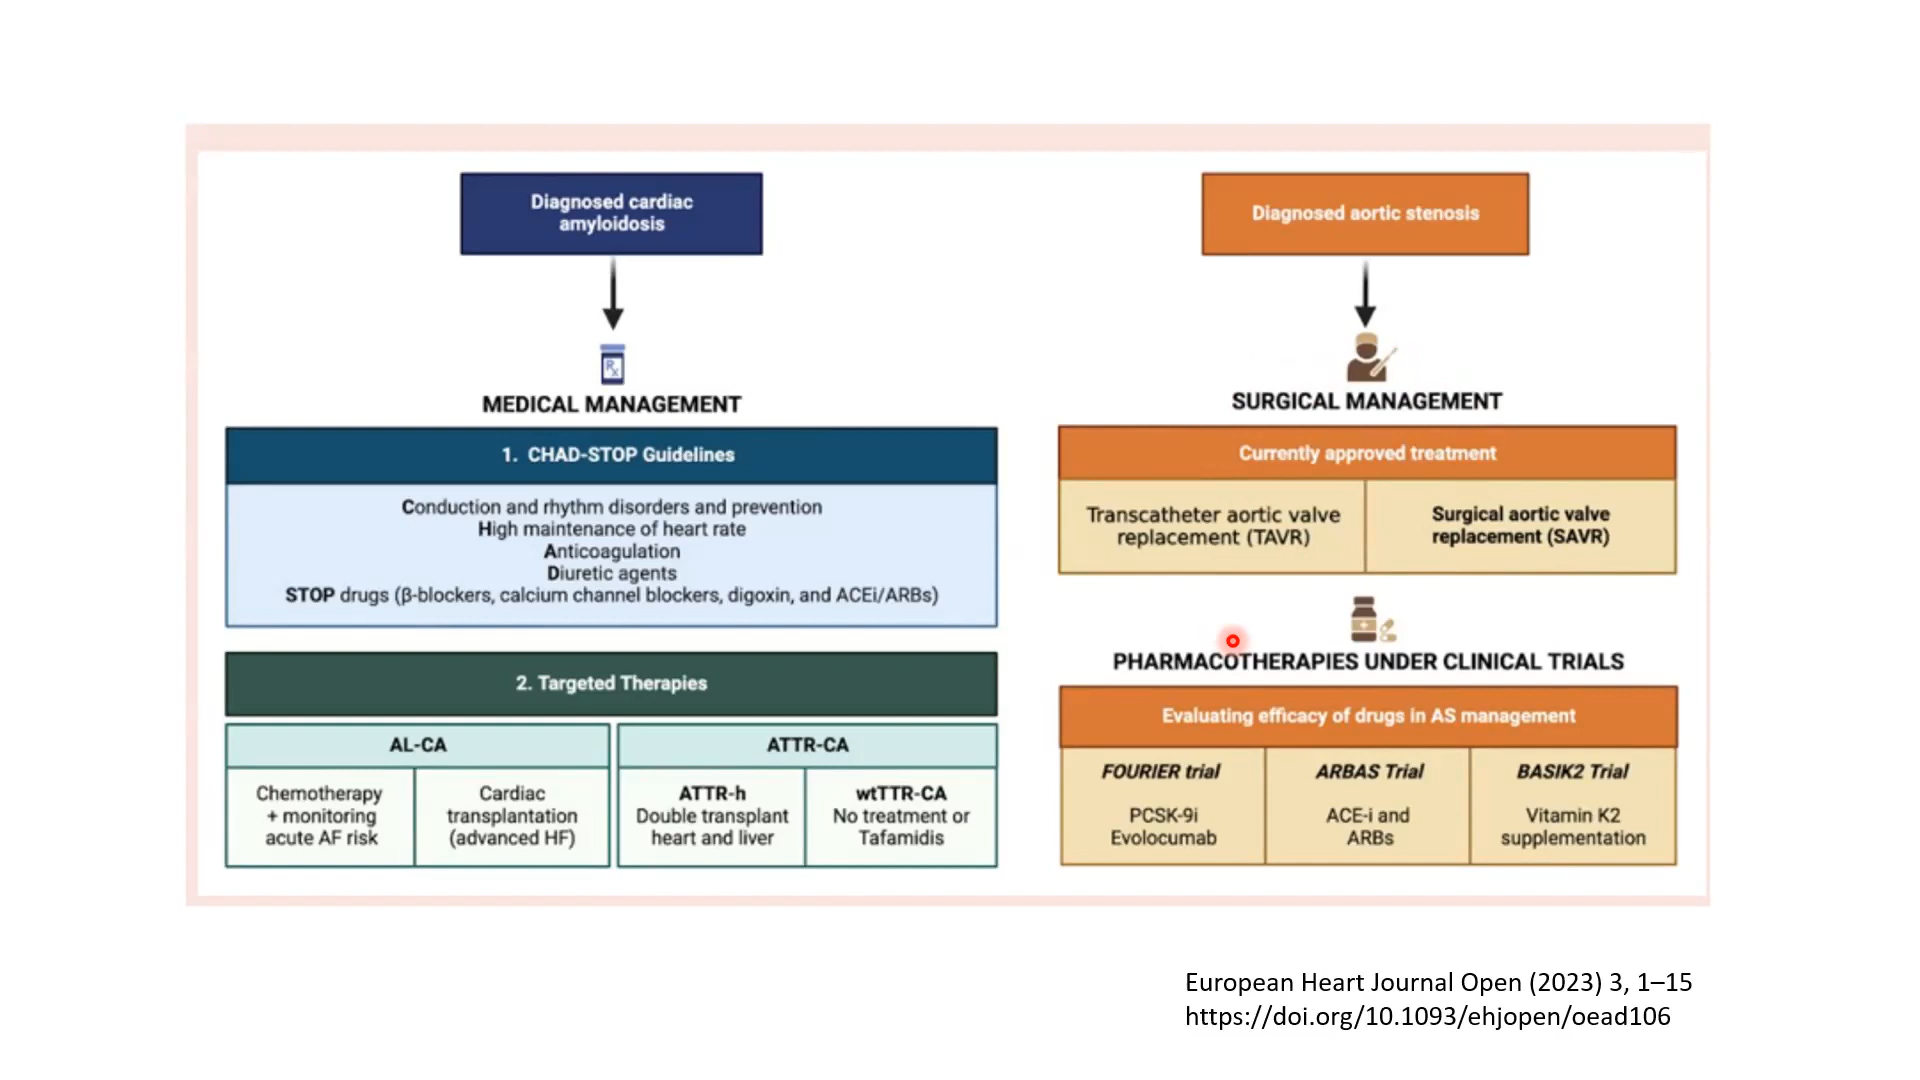 Diagnosed cardiac
amyloidosis
Rx
MEDICAL MANAGEMENT
1. CHAD-STOP Guidelines
Conduction and rhythm disorders and prevention
High maintenance of heart rate
Anticoagulation
Diuretic agents
STOP drugs (β-blockers, calcium channel blockers, digoxin, and ACEi/ARBs)
2. Targeted Therapies
AL-CA
Chemotherapy
+ monitoring
acute AF risk
Cardiac
transplantation
(advanced HF)
ATTR-CA
ATTR-h
Double transplant
heart and liver
wtTTR-CA
No treatment or
Tafamidis
Diagnosed aortic stenosis
SURGICAL MANAGEMENT
Currently approved treatment
Transcatheter aortic valve
replacement (TAVR)
Surgical aortic valve
replacement (SAVR)
PHARMACOTHERAPIES UNDER CLINICAL TRIALS
Evaluating efficacy of drugs in AS management
FOURIER trial
PCSK-9i
Evolocumab
ARBAS Trial
ACE-i and
ARBs
BASIK2 Trial
Vitamin K2
supplementation
European Heart Journal Open (2023) 3, 1–15
https://doi.org/10.1093/ehjopen/oead106